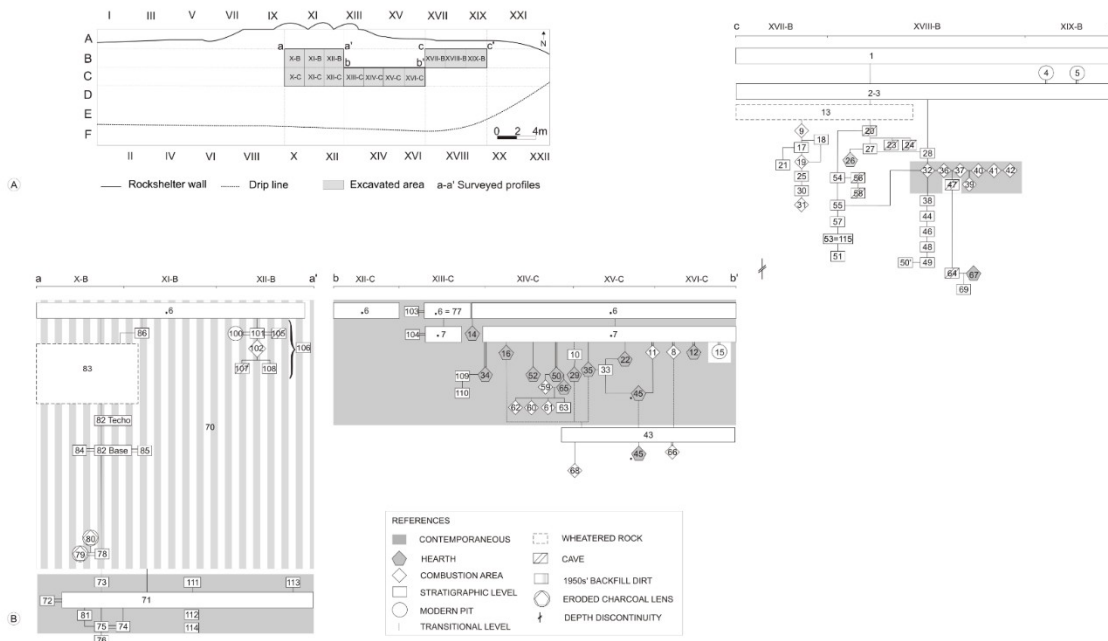 I III V VII IX XI XIII XV XVII XIX XXI
A
B
C
D
E
F
N
a a' c c'
X-B XI-B XII-B b b' XVII-B XVIII-B XIX-B
X-C XI-C XII-C XIII-C XIV-C XV-C XVI-C
0 2 4m
II IV VI VIII X XII XIV XVI XVIII XX XXII
A
Rockshelter wall Drip line Excavated area a-a' Surveyed profiles
c XVII-B XVIII-B XIX-B
1
4 5
2-3
13
9 18 20
17 27 23 24 28
21 19 26
25 54 56 32 36 37 40 41 42
30 58 47 39
31 55 38
57 44
53=115 46
51 48
50' 49
64 67
69
a X-B XI-B XII-B a'
.6
86 100 101 105
102 106
107 108
83
70
82 Techo
84 82 Base 85
80
79 78
73 111 113
72 71
81 112
75 74 114
76
B
b XII-C XIII-C XIV-C XV-C XVI-C b'
.6 103 .6 = 77 .6
104 .7 14 .7
16 10 22 11 8 12 15
109 34 52 50 29 35 33
110 59 65 45
62 60 61 63
43
68 45 66
REFERENCES
CONTEMPORANEOUS
HEARTH
COMBUSTION AREA
STRATIGRAPHIC LEVEL
MODERN PIT
TRANSITIONAL LEVEL
WHEATERED ROCK
CAVE
1950s' BACKFILL DIRT
ERODED CHARCOAL LENS
DEPTH DISCONTINUITY